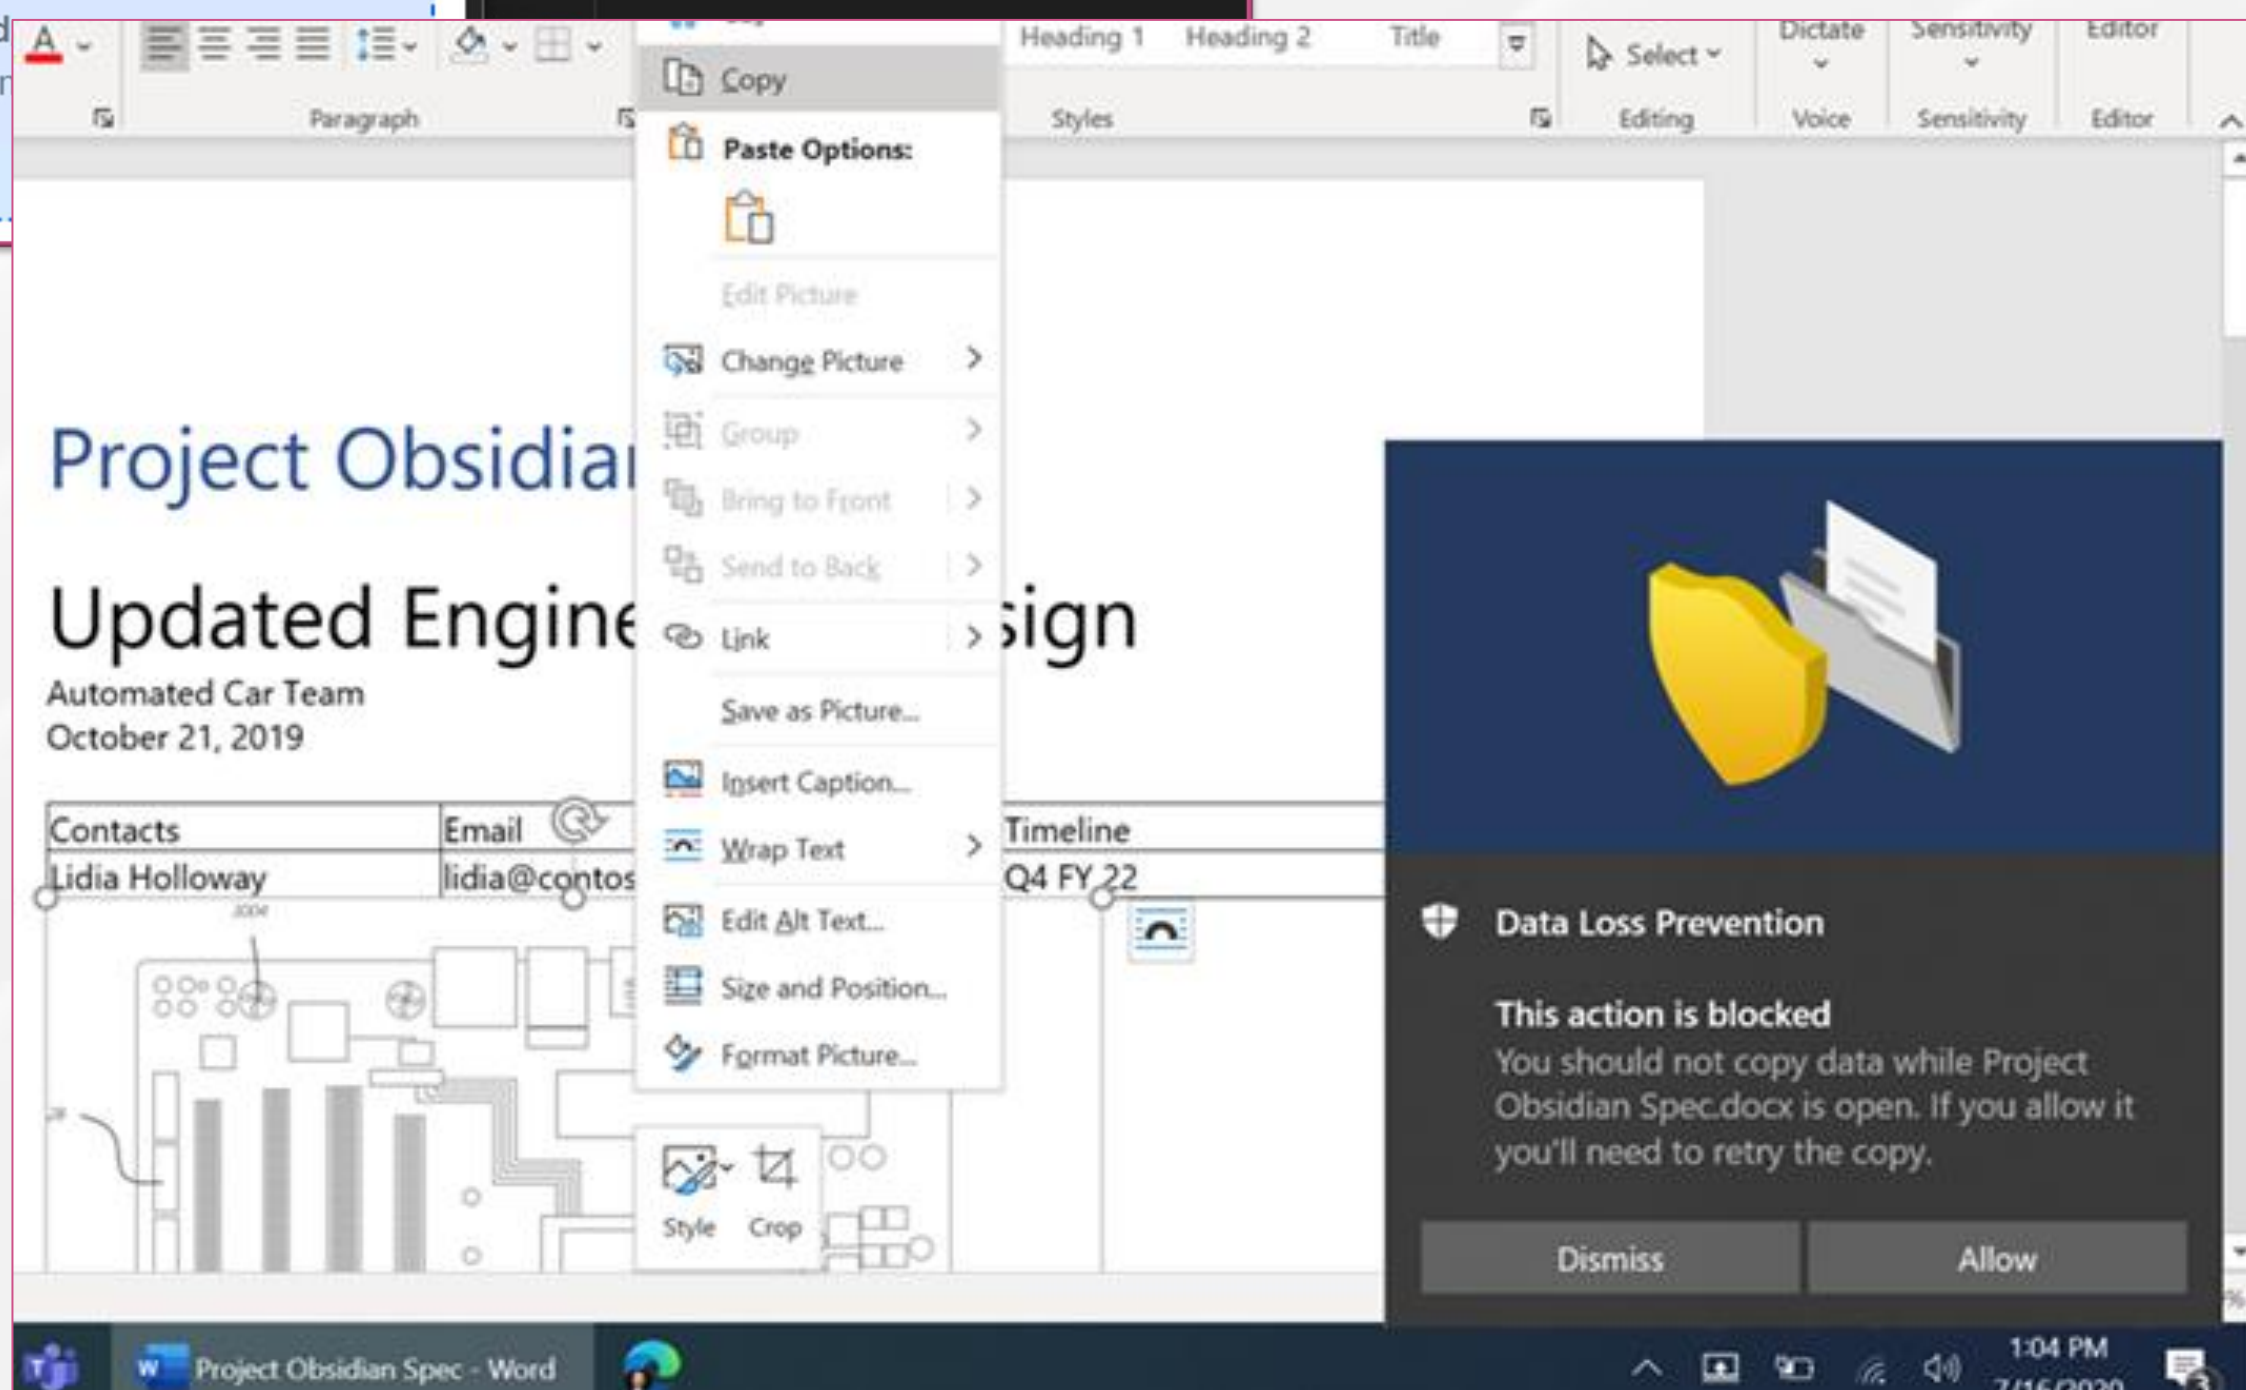 Heading 1 Heading 2 Title
Select
Dictate
Sensitivity
Editor
Paragraph
Styles
Editing
Voice
Sensitivity
Editor
Copy
Paste Options:
Edit Picture
Change Picture
Group
Bring to Front
Send to Back
Link
Save as Picture...
Insert Caption...
Wrap Text
Edit Alt Text...
Size and Position...
Format Picture...
Style Crop
Project Obsidia
Updated Engine sign
Automated Car Team
October 21, 2019
Contacts Email Timeline
Lidia Holloway lidia@contos Q4 FY 22
Data Loss Prevention
This action is blocked
You should not copy data while Project
Obsidian Spec.docx is open. If you allow it
you'll need to retry the copy.
Dismiss Allow
Project Obsidian Spec - Word
1:04 PM
7/16/2020